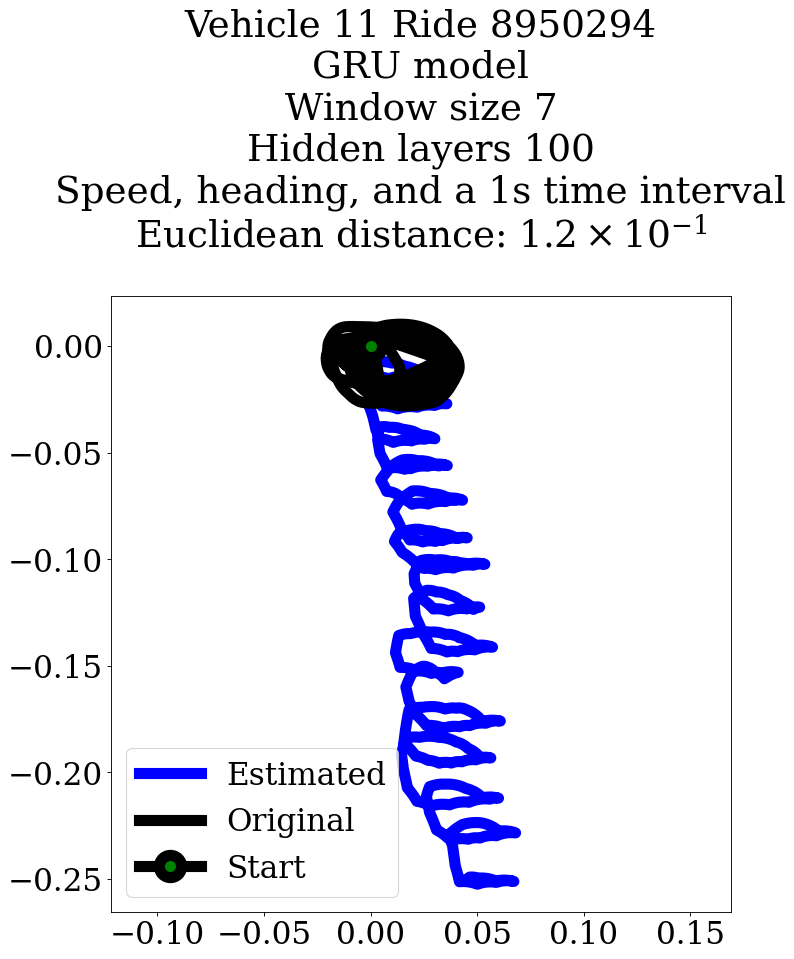 Vehicle 11 Ride 8950294
GRU model
Window size 7
Hidden layers 100
Speed, heading, and a 1s time interval
Euclidean distance: 1.2 × 10⁻¹
0.00
−0.05
−0.10
−0.15
−0.20
−0.25
Estimated
Original
Start
−0.10 −0.05 0.00 0.05 0.10 0.15